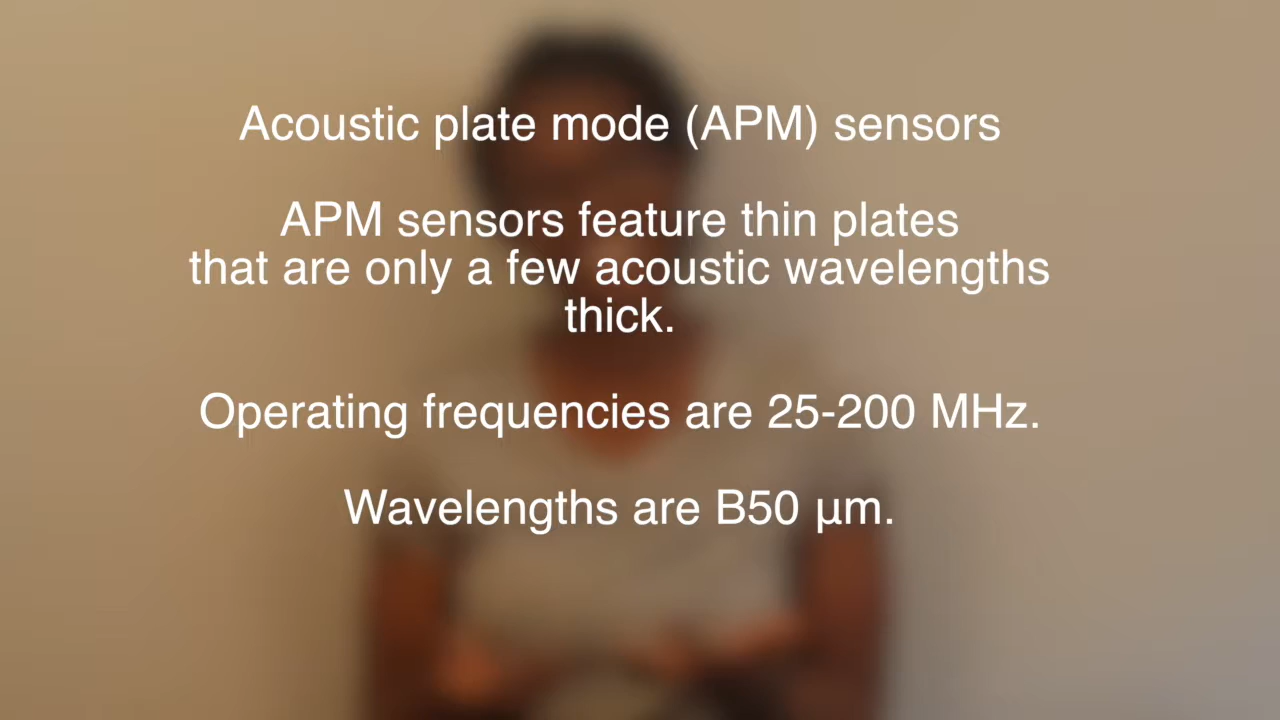 Acoustic plate mode (APM) sensors
APM sensors feature thin plates
that are only a few acoustic wavelengths
thick.
Operating frequencies are 25-200 MHz.
Wavelengths are B50 μm.